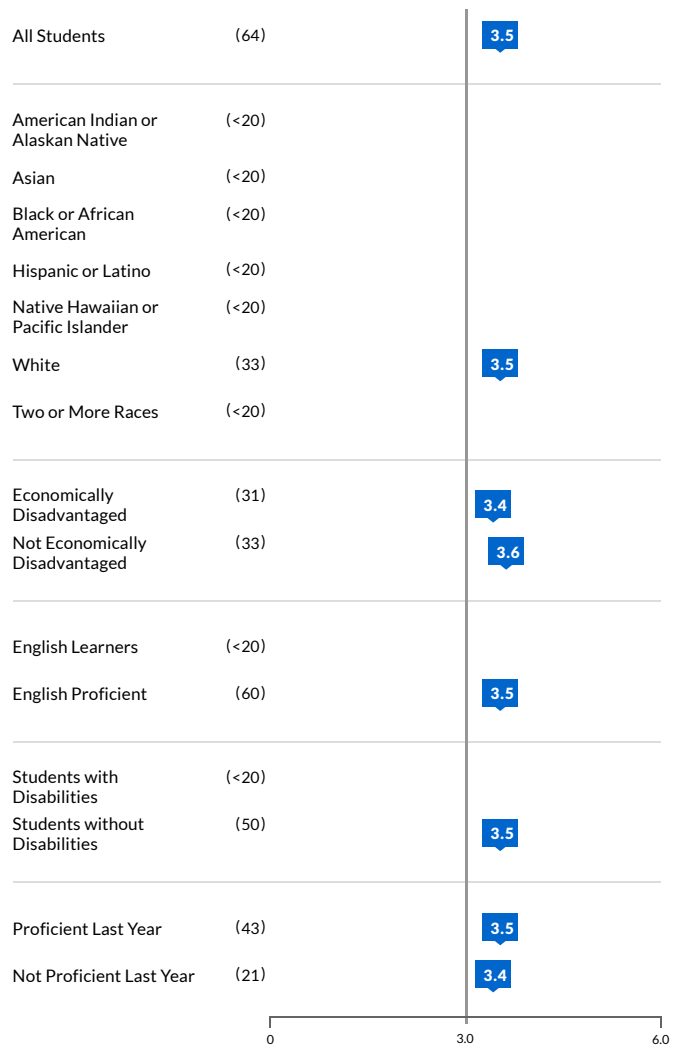 All Students (64) 3.5
American Indian or (<20)
Alaskan Native
Asian (<20)
Black or African (<20)
American
Hispanic or Latino (<20)
Native Hawaiian or (<20)
Pacific Islander
White (33) 3.5
Two or More Races (<20)
Economically (31) 3.4
Disadvantaged
Not Economically (33) 3.6
Disadvantaged
English Learners (<20)
English Proficient (60) 3.5
Students with (<20)
Disabilities
Students without (50) 3.5
Disabilities
Proficient Last Year (43) 3.5
Not Proficient Last Year (21) 3.4
0 3.0 6.0